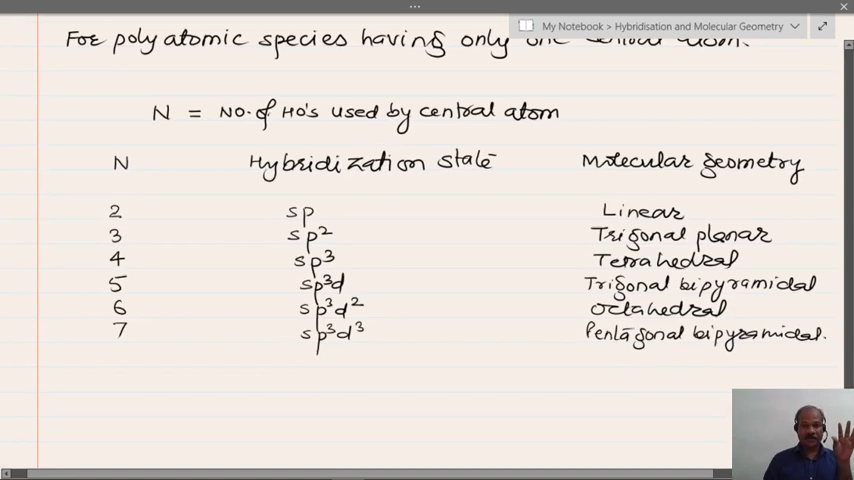 My Notebook > Hybridisation and Molecular Geometry
For polyatomic species having only one central atom.
N = NO. of HO's used by central atom
N Hybridization state Molecular geometry
2 sp Linear
3 sp² Trigonal planar
4 sp³ Tetrahedral
5 sp³d Trigonal bipyramidal
6 sp³d² octahedral
7 sp³d³ Pentagonal bipyramidal.